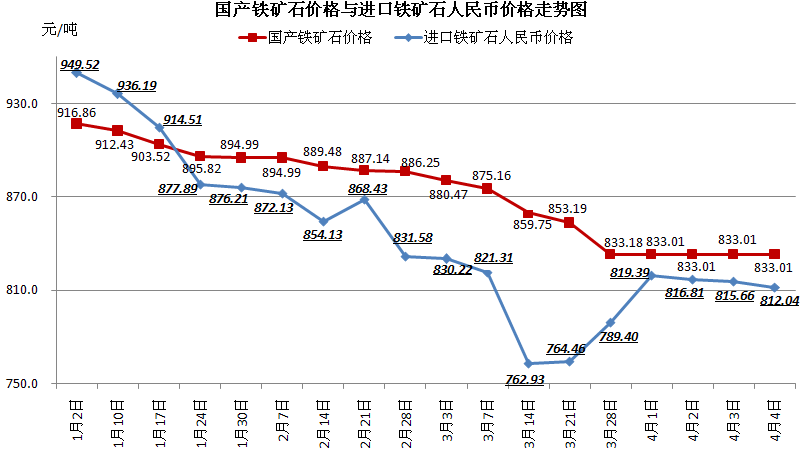 国产铁矿石价格与进口铁矿石人民币价格走势图
元/吨
国产铁矿石价格 进口铁矿石人民币价格
949.52
936.19
930.0
916.86
914.51
912.43
903.52
894.99
895.82
889.48
887.14
886.25
894.99
877.89
876.21
880.47
875.16
870.0
872.13
868.43
859.75
853.19
854.13
831.58
830.22
821.31
833.18
833.01
833.01
833.01
833.01
819.39
816.81
815.66
812.04
810.0
789.40
764.46
762.93
750.0
1月2日
1月10日
1月17日
1月24日
1月30日
2月7日
2月14日
2月21日
2月28日
3月3日
3月7日
3月14日
3月21日
3月28日
4月1日
4月2日
4月3日
4月4日